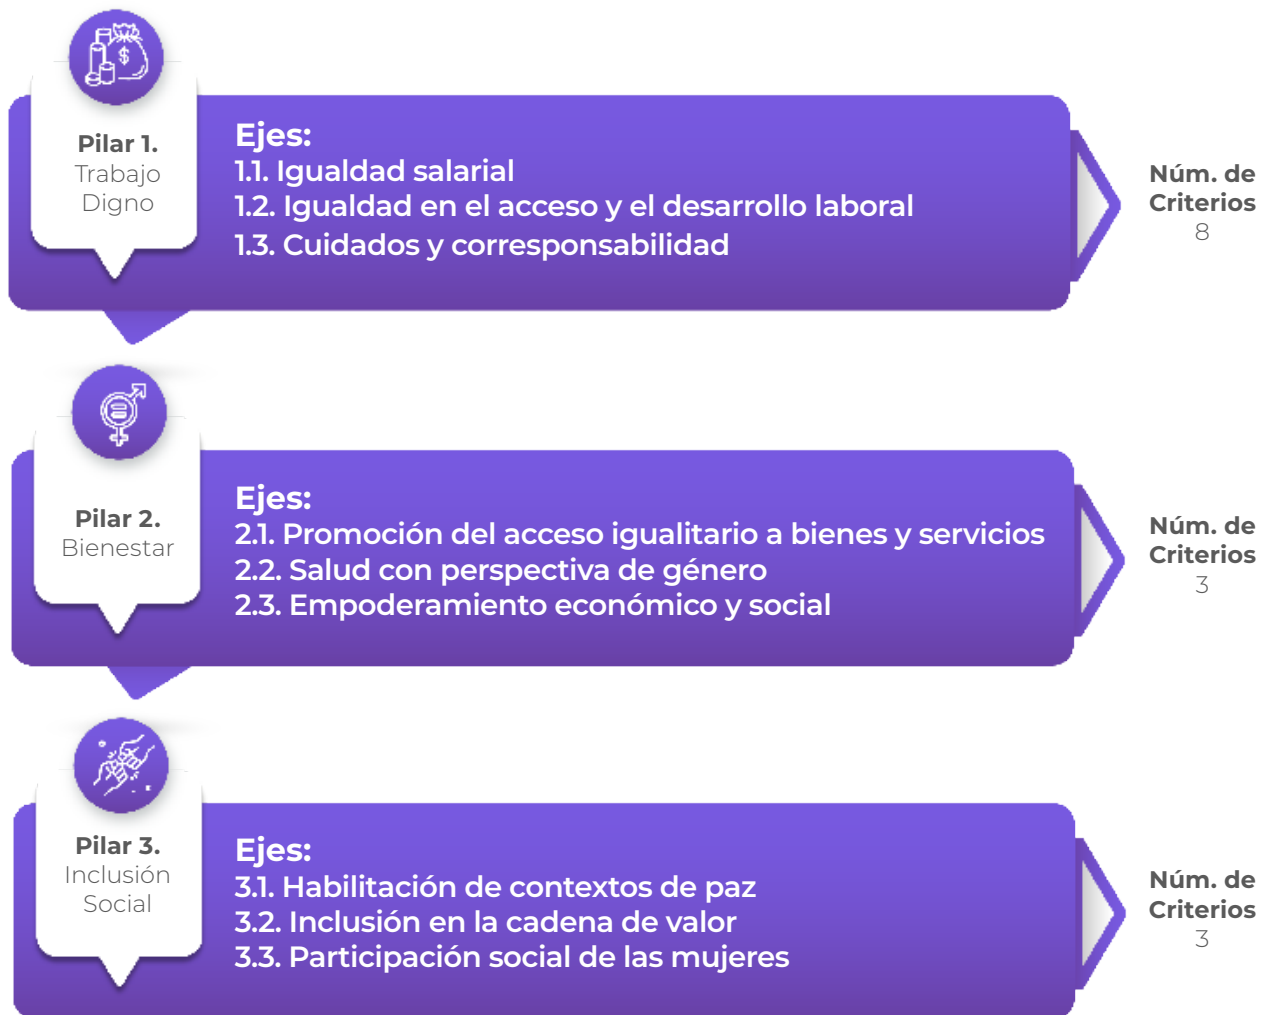 Pilar 1.
Trabajo
Digno
Ejes:
1.1. Igualdad salarial
1.2. Igualdad en el acceso y el desarrollo laboral
1.3. Cuidados y corresponsabilidad
Núm. de
Criterios
8
Pilar 2.
Bienestar
Ejes:
2.1. Promoción del acceso igualitario a bienes y servicios
2.2. Salud con perspectiva de género
2.3. Empoderamiento económico y social
Núm. de
Criterios
3
Pilar 3.
Inclusión
Social
Ejes:
3.1. Habilitación de contextos de paz
3.2. Inclusión en la cadena de valor
3.3. Participación social de las mujeres
Núm. de
Criterios
3